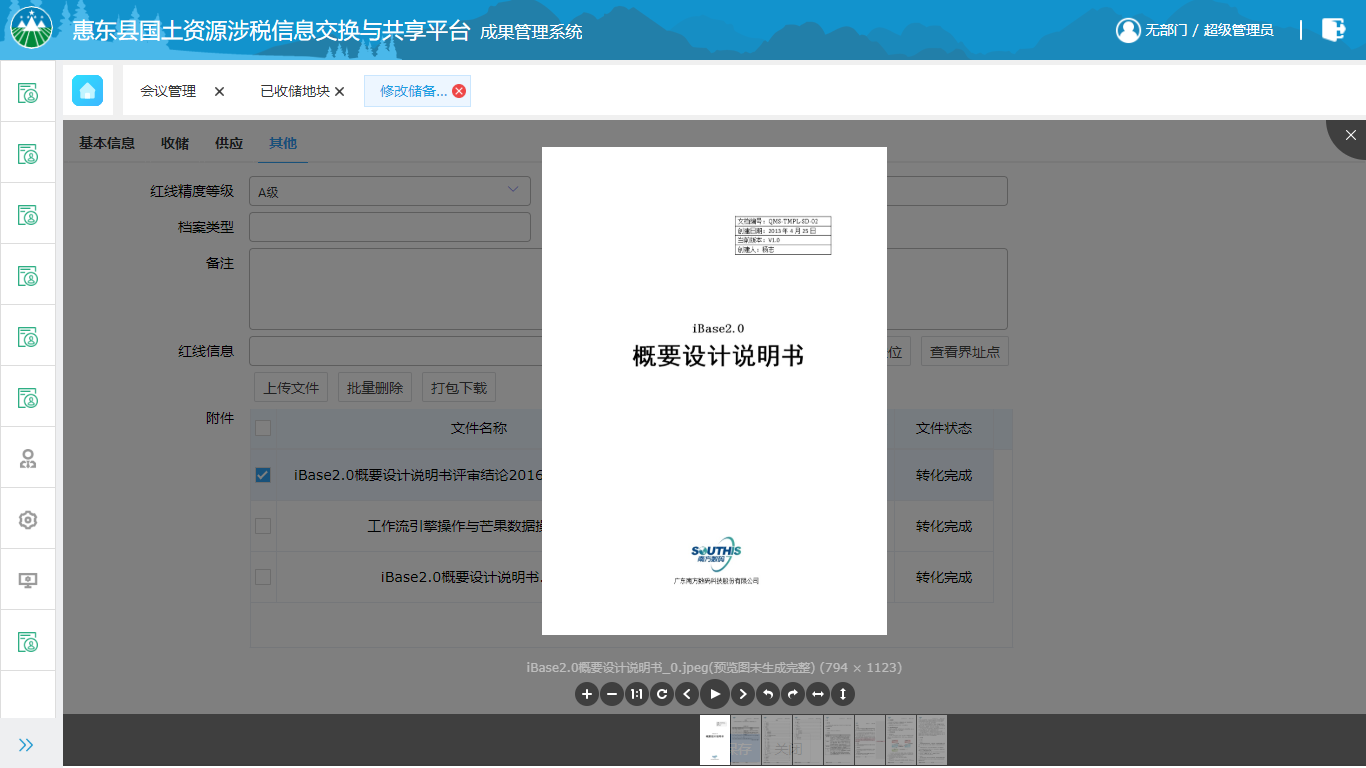 惠东县国土资源涉税信息交换与共享平台 成果管理系统
无部门 / 超级管理员
会议管理
已收储地块
修改储备...
基本信息 收储 供应 其他
红线精度等级 A级
档案类型
备注
红线信息
位 查看界址点
上传文件 批量删除 打包下载
附件
文件名称 文件状态
iBase2.0概要设计说明书评审结论2016 转化完成
工作流引擎操作与芒果数据 转化完成
iBase2.0概要设计说明书. 转化完成
文档编号：QMS-TMPL-SD-02
创建日期：2013 年 4 月 25 日
当前版本：V1.0
创建人：杨志
iBase2.0
概要设计说明书
SOUTHIS
南方数码
广东南方数码科技股份有限公司
iBase2.0概要设计说明书_0.jpeg(预览图未生成完整) (794 × 1123)
1:1